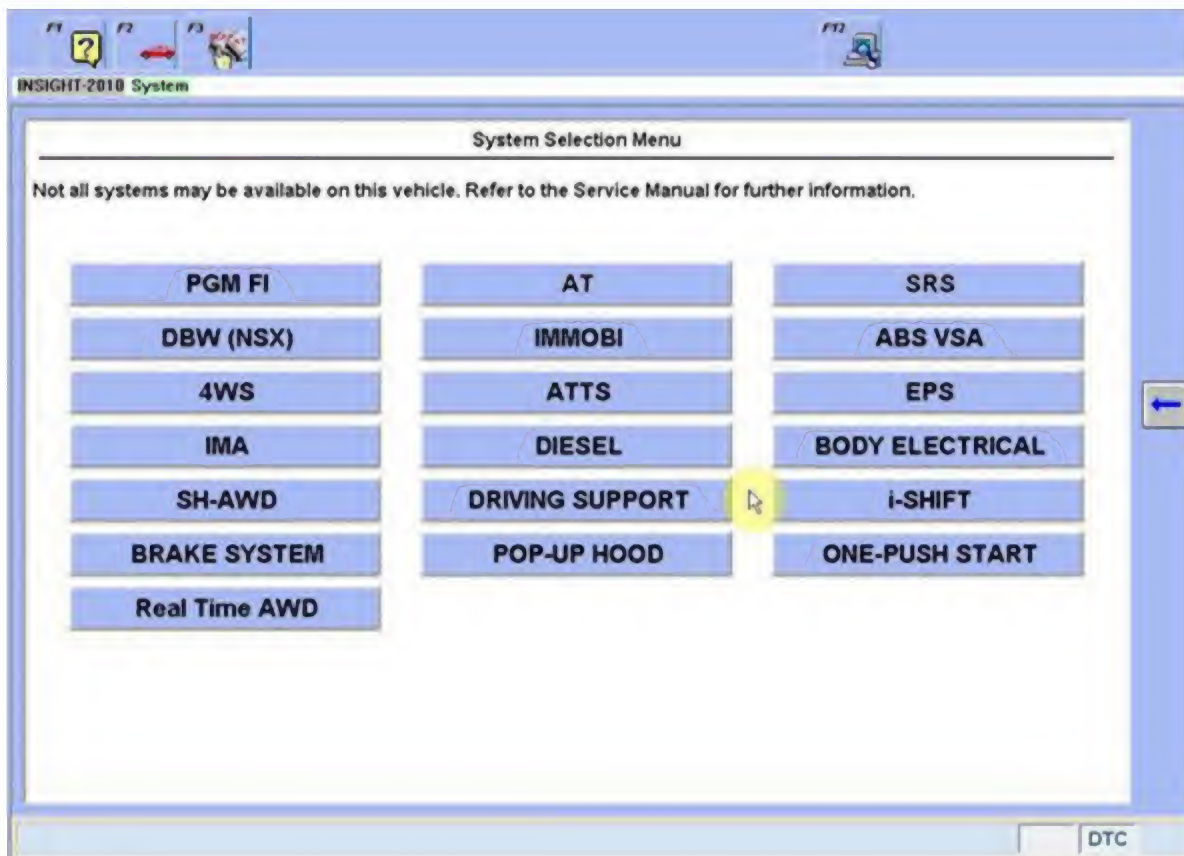 F1 ? F2 F3 F12
INSIGHT-2010 System
System Selection Menu
Not all systems may be available on this vehicle. Refer to the Service Manual for further information.
PGM FI AT SRS
DBW (NSX) IMMOBI ABS VSA
4WS ATTS EPS
IMA DIESEL BODY ELECTRICAL
SH-AWD DRIVING SUPPORT i-SHIFT
BRAKE SYSTEM POP-UP HOOD ONE-PUSH START
Real Time AWD
DTC